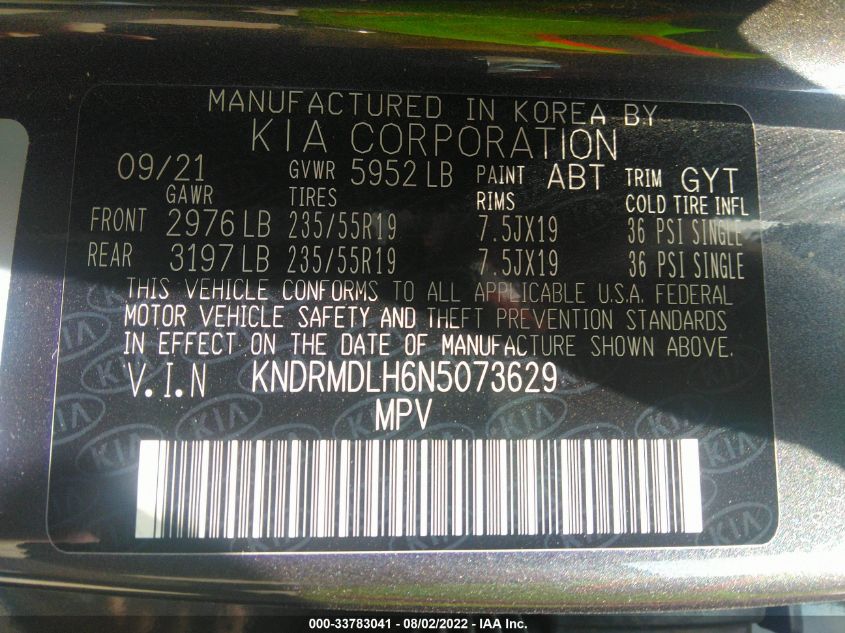 MANUFACTURED IN KOREA BY
KIA CORPORATION
09/21 GVWR 5952 LB PAINT ABT TRIM GYT
GAWR TIRES RIMS COLD TIRE INFL
FRONT 2976 LB 235/55R19 7.5JX19 36 PSI SINGLE
REAR 3197 LB 235/55R19 7.5JX19 36 PSI SINGLE
THIS VEHICLE CONFORMS TO ALL APPLICABLE U.S.A. FEDERAL
MOTOR VEHICLE SAFETY AND THEFT PREVENTION STANDARDS
IN EFFECT ON THE DATE OF MANUFACTURE SHOWN ABOVE.
V.I.N KNDRMDLH6N5073629
MPV
000-33783041 - 08/02/2022 - IAA Inc.